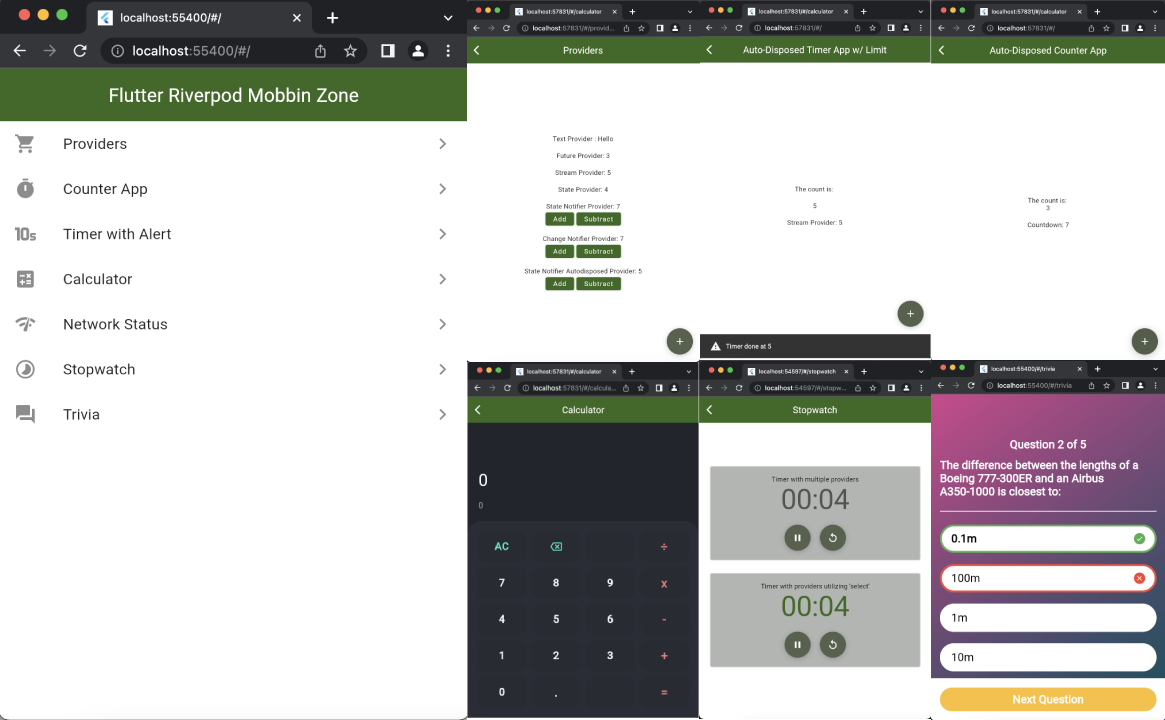 localhost:55400/#/
localhost:55400/#/
Flutter Riverpod Mobbin Zone
Providers
Counter App
10s
Timer with Alert
Calculator
Network Status
Stopwatch
Trivia
localhost:57831/#/calculator
localhost:57831/#/provid...
Providers
Text Provider : Hello
Future Provider: 3
Stream Provider: 5
State Provider: 4
State Notifier Provider: 7
Add Subtract
Change Notifier Provider: 7
Add Subtract
State Notifier Autodisposed Provider: 5
Add Subtract
+
localhost:57831/#/calculator
localhost:57831/#/
Auto-Disposed Timer App w/ Limit
The count is:
5
Stream Provider: 5
+
Timer done at 5
localhost:57831/#/calculator
localhost:57831/#/
Auto-Disposed Counter App
The count is:
3
Countdown: 7
+
localhost:57831/#/calculator
localhost:57831/#/calcula...
Calculator
0
0
AC ÷
7 8 9 x
4 5 6 -
1 2 3 +
0 . =
localhost:54597/#/stopwatch
localhost:54597/#/stopw...
Stopwatch
Timer with multiple providers
00:04
Timer with providers utilizing 'select'
00:04
localhost:55400/#/trivia
localhost:55400/#/trivia
Question 2 of 5
The difference between the lengths of a
Boeing 777-300ER and an Airbus
A350-1000 is closest to:
0.1m
100m
1m
10m
Next Question